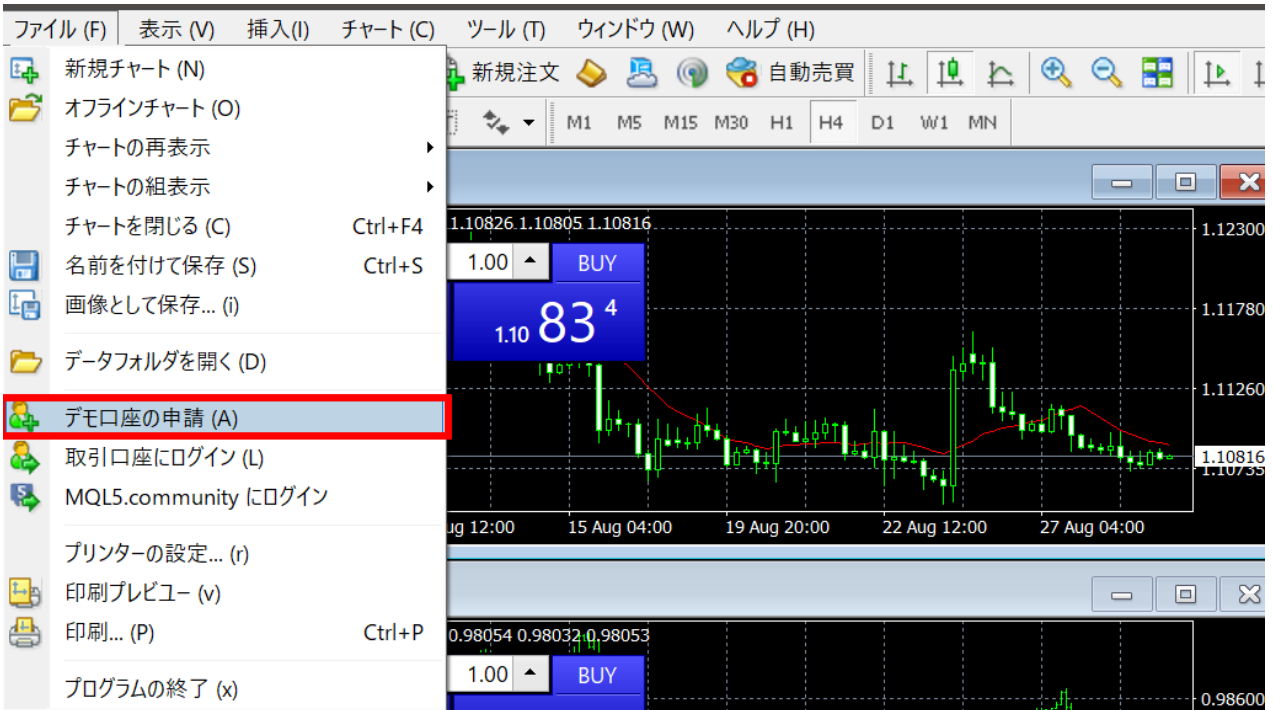 ファイル (F) 表示 (V) 挿入(I) チャート (C) ツール (T) ウィンドウ (W) ヘルプ (H)
新規チャート (N)
オフラインチャート (O)
チャートの再表示
チャートの組表示
チャートを閉じる (C) Ctrl+F4
名前を付けて保存 (S) Ctrl+S
画像として保存... (i)
データフォルダを開く (D)
デモ口座の申請 (A)
取引口座にログイン (L)
MQL5.community にログイン
プリンターの設定... (r)
印刷プレビュー (v)
印刷... (P) Ctrl+P
プログラムの終了 (x)
新規注文 自動売買
M1 M5 M15 M30 H1 H4 D1 W1 MN
1.10826 1.10805 1.10816
1.00 BUY
1.10 83 4
1.12300
1.11780
1.11260
1.10816
1.10735
12:00 15 Aug 04:00 19 Aug 20:00 22 Aug 12:00 27 Aug 04:00
0.98054 0.98032 0.98053
1.00 BUY
0.98600